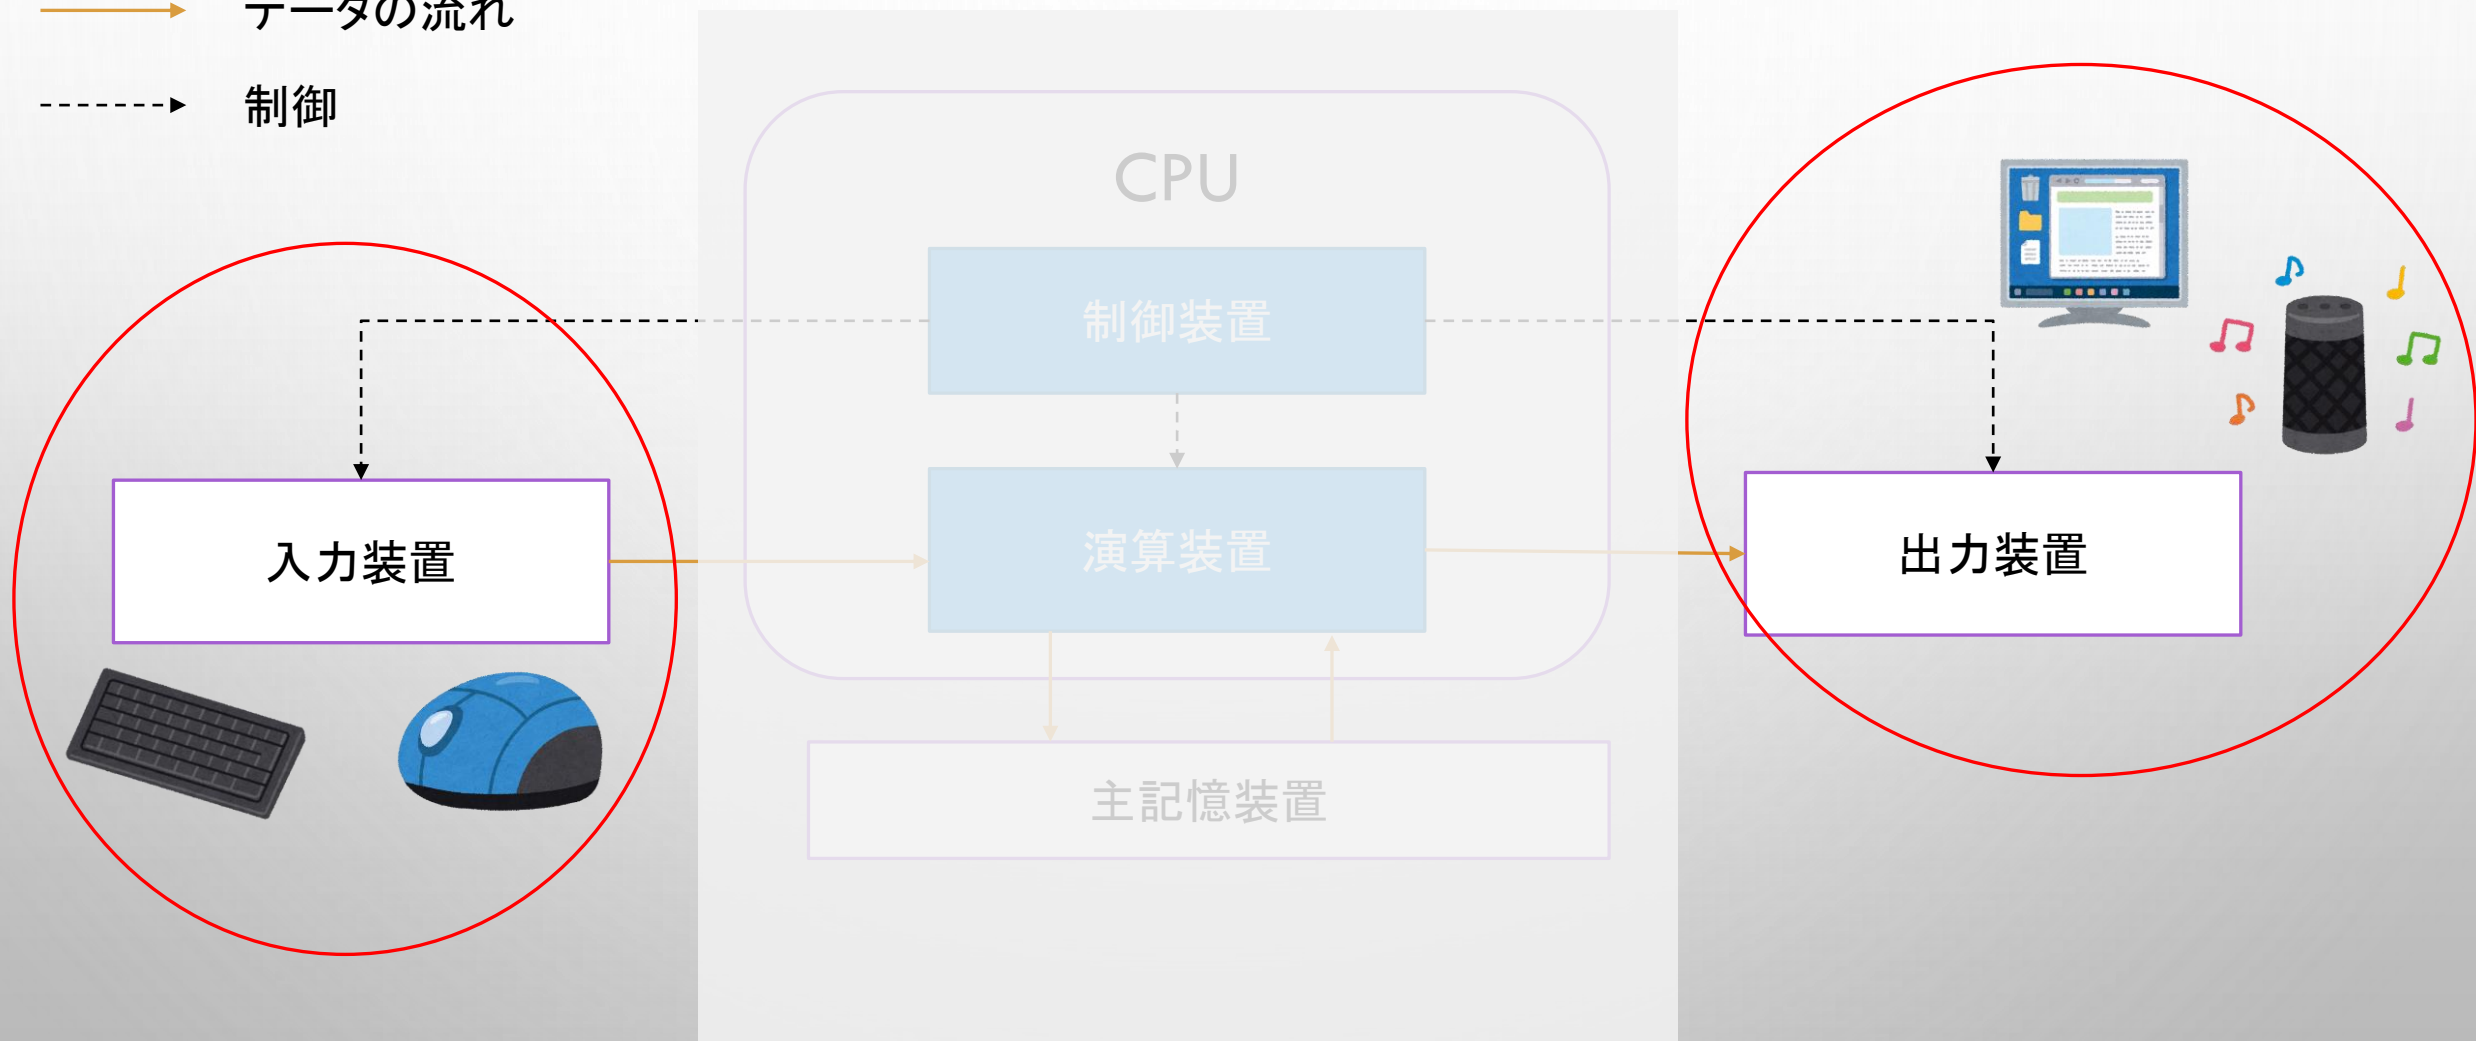 データの流れ
制御
CPU
制御装置
入力装置
演算装置
出力装置
主記憶装置